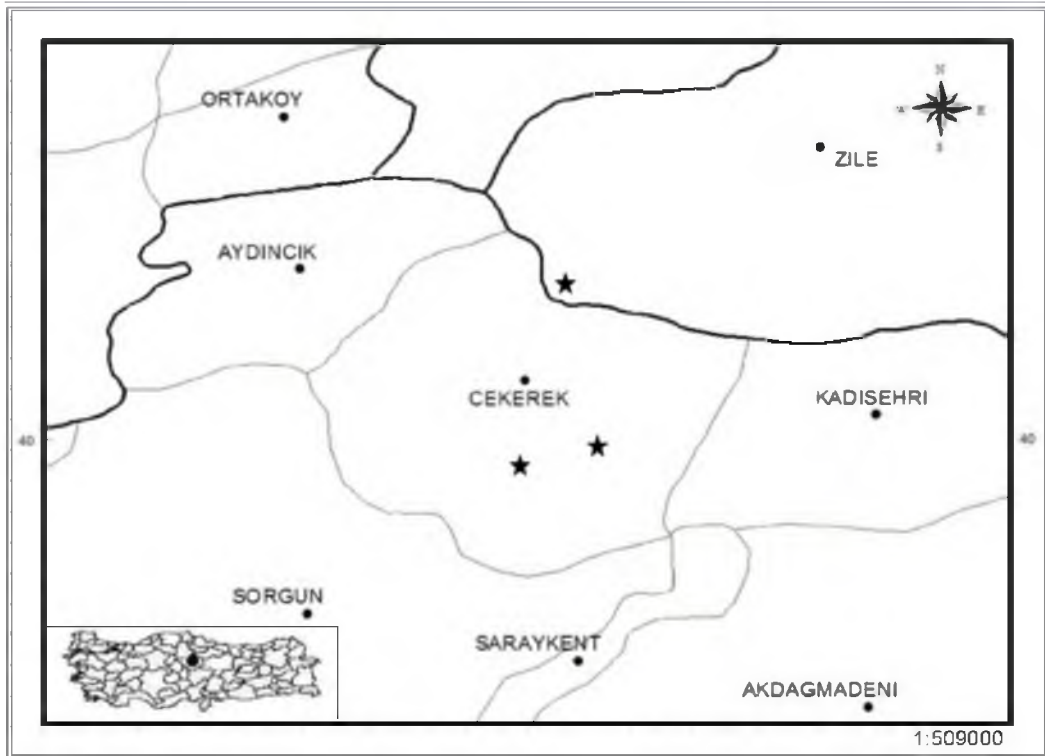 N
ORTAKOY
E
S
ZILE
AYDINCIK
CEKEREK
KADISEHRI
40
40
SORGUN
SARAYKENT
AKDAGMADENI
1:509000